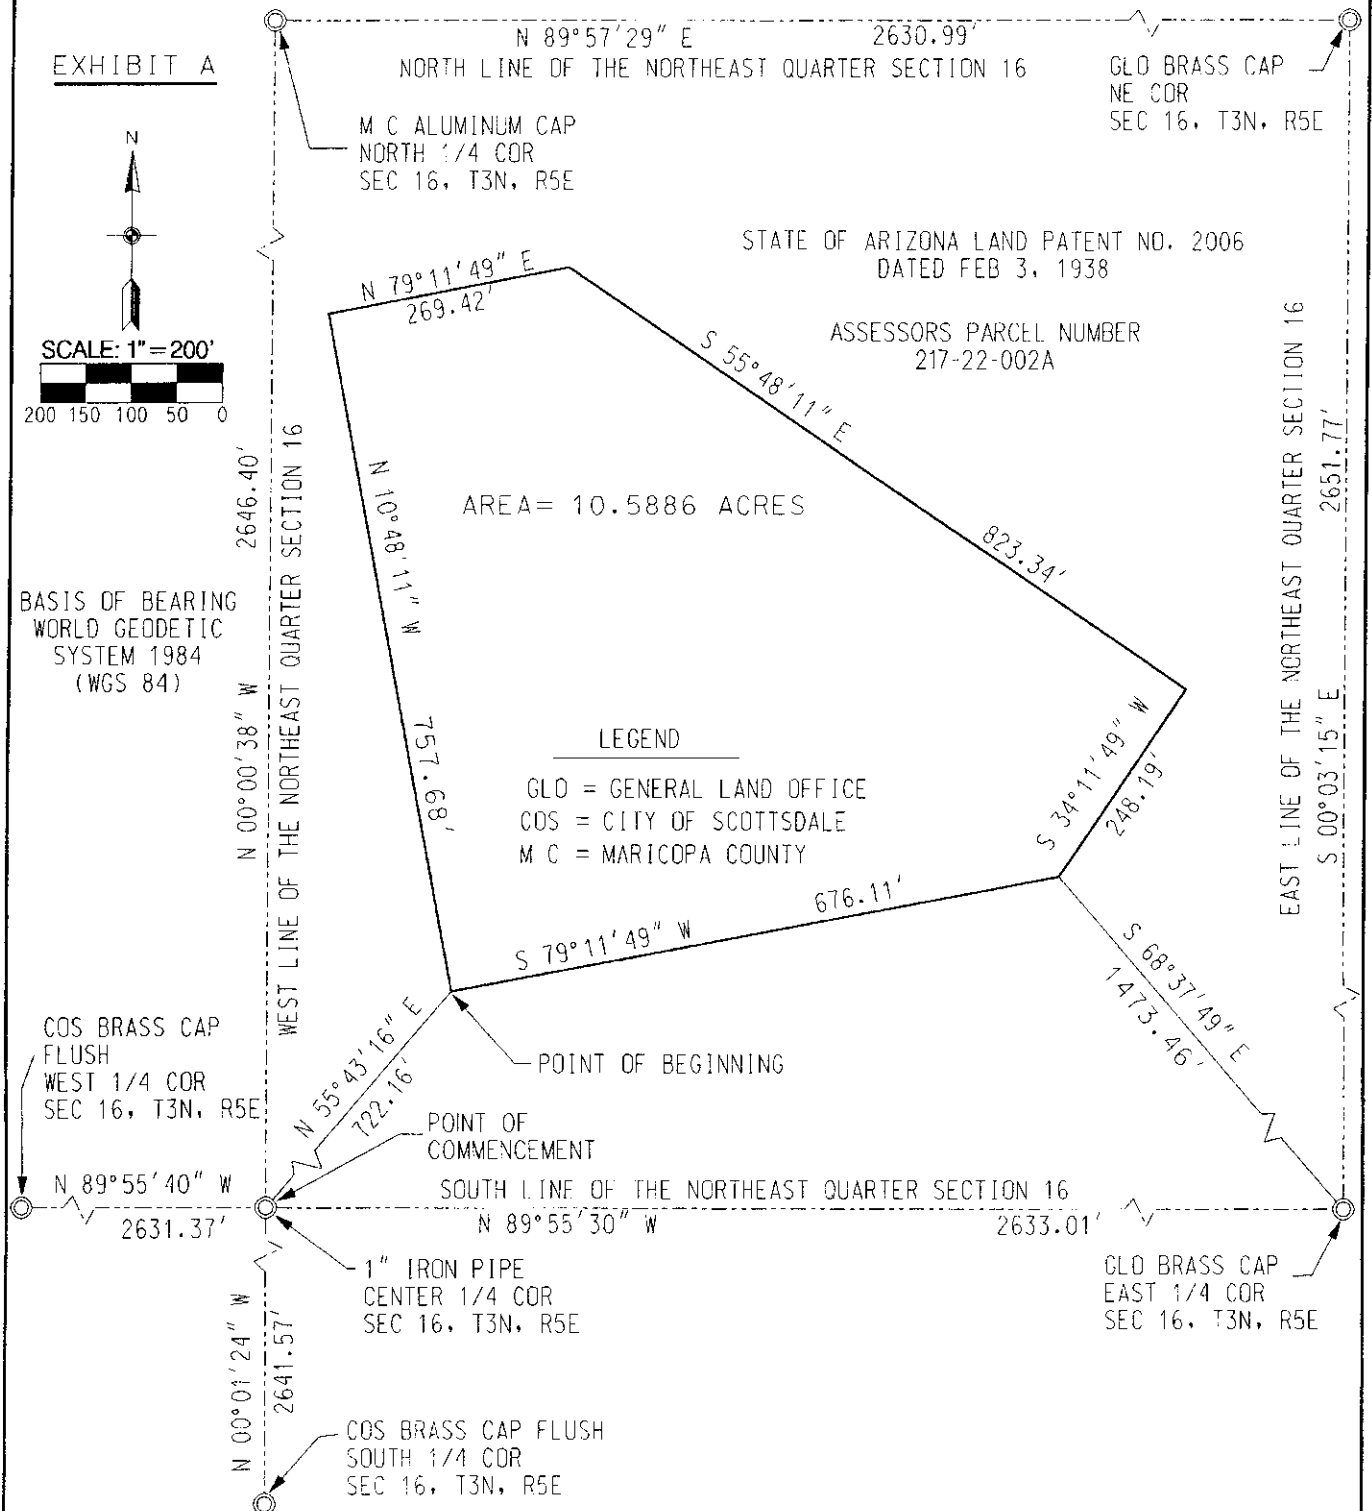 EXHIBIT A
N 89°57'29" E 2630.99'
NORTH LINE OF THE NORTHEAST QUARTER SECTION 16
GLO BRASS CAP
NE COR
SEC 16, T3N, R5E
M C ALUMINUM CAP
NORTH 1/4 COR
SEC 16, T3N, R5E
N
SCALE: 1"=200'
200 150 100 50 0
STATE OF ARIZONA LAND PATENT NO. 2006
DATED FEB 3, 1938
ASSESSORS PARCEL NUMBER
217-22-002A
N 79°11'49" E
269.42'
S 55°48'11" E
823.34'
N 10°48'11" W
757.68'
AREA= 10.5886 ACRES
2646.40'
N 00°00'38" W
WEST LINE OF THE NORTHEAST QUARTER SECTION 16
BASIS OF BEARING
WORLD GEODETIC
SYSTEM 1984
(WGS 84)
EAST LINE OF THE NORTHEAST QUARTER SECTION 16
2651.77'
S 00°03'15" E
LEGEND
GLO = GENERAL LAND OFFICE
COS = CITY OF SCOTTSDALE
M C = MARICOPA COUNTY
S 34°11'49" W
248.19'
676.11'
S 79°11'49" W
S 68°37'49" E
1473.46'
N 55°43'16" E
722.16'
POINT OF BEGINNING
COS BRASS CAP
FLUSH
WEST 1/4 COR
SEC 16, T3N, R5E
POINT OF
COMMENCEMENT
N 89°55'40" W
2631.37'
SOUTH LINE OF THE NORTHEAST QUARTER SECTION 16
N 89°55'30" W 2633.01'
1" IRON PIPE
CENTER 1/4 COR
SEC 16, T3N, R5E
GLO BRASS CAP
EAST 1/4 COR
SEC 16, T3N, R5E
N 00°01'24" W
2641.57'
COS BRASS CAP FLUSH
SOUTH 1/4 COR
SEC 16, T3N, R5E